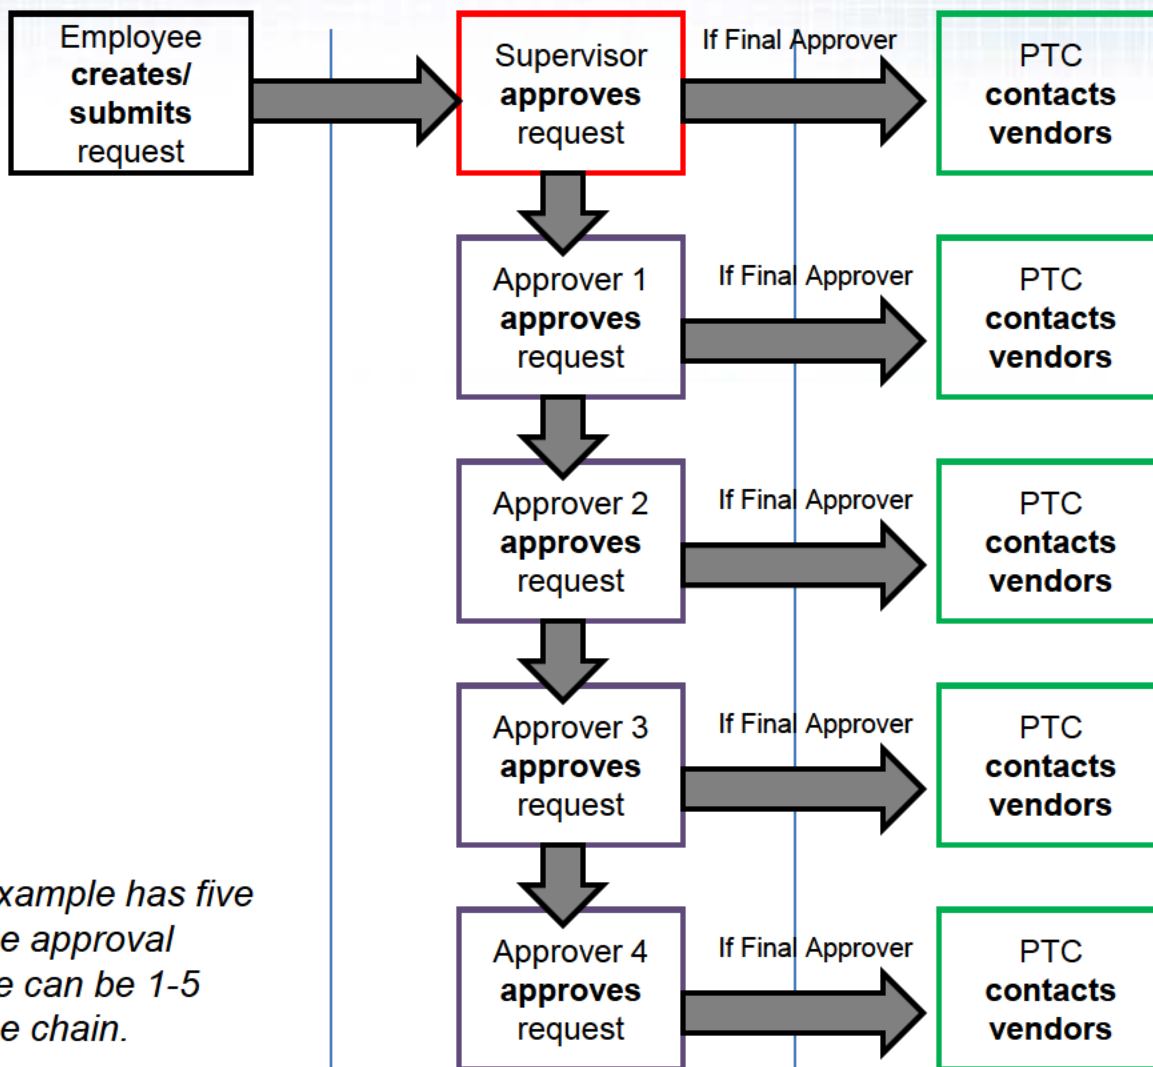 Employee
creates/
submits
request
Supervisor
approves
request
If Final Approver
PTC
contacts
vendors
Approver 1
approves
request
If Final Approver
PTC
contacts
vendors
Approver 2
approves
request
If Final Approver
PTC
contacts
vendors
Approver 3
approves
request
If Final Approver
PTC
contacts
vendors
Approver 4
approves
request
If Final Approver
PTC
contacts
vendors
xample has five
e approval
e can be 1-5
e chain.